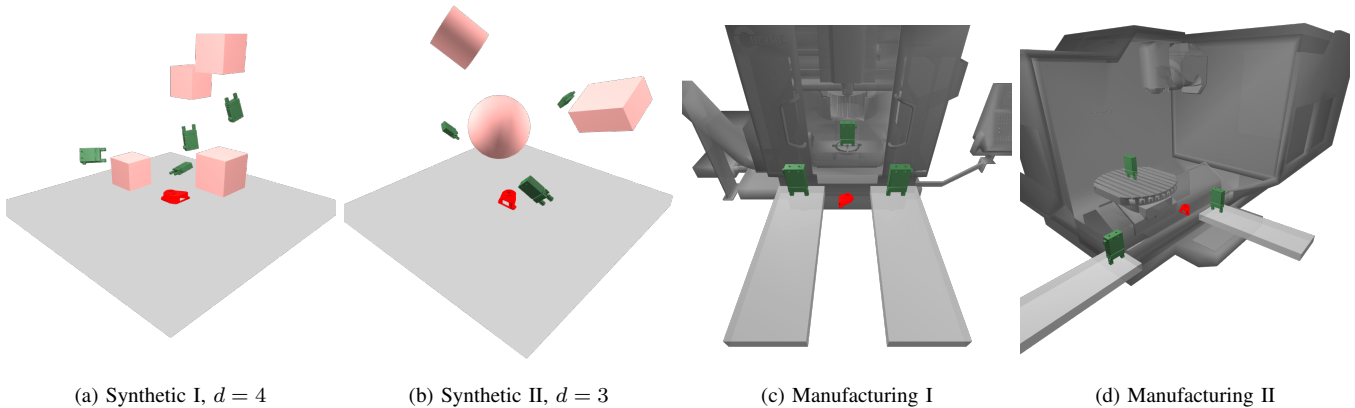 (a) Synthetic I, d = 4
(b) Synthetic II, d = 3
(c) Manufacturing I
(d) Manufacturing II